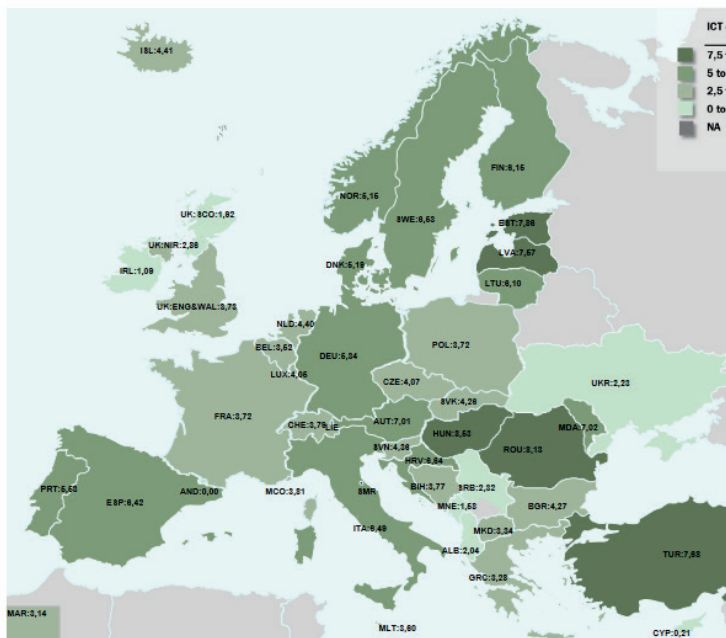 ICT
7,5
5 to
2,5
0 to
NA
ISL:4,41
FIN:6,15
NOR:5,15
SWE:6,53
UK:SCO:1,92
EST:7,86
LVA:7,57
UK:NIR:2,86
DNK:5,19
IRL:1,09
LTU:6,10
UK:ENG&WAL:3,73
NLD:4,40
POL:3,72
BEL:3,52
DEU:5,34
LUX:4,05
CZE:4,07
UKR:2,23
SVK:4,26
FRA:3,72
AUT:7,01
CHE:3,79
LIE
MDA:7,02
HUN:8,53
ROU:8,13
SVN:4,36
HRV:6,64
PRT:5,53
ESP:6,42
AND:0,00
MCO:3,81
SMR
BIH:3,77
SRB:2,32
MNE:1,53
BGR:4,27
ITA:6,49
MKD:3,34
ALB:2,04
TUR:7,63
GRC:3,28
MAR:3,14
MLT:3,60
CYP:0,21